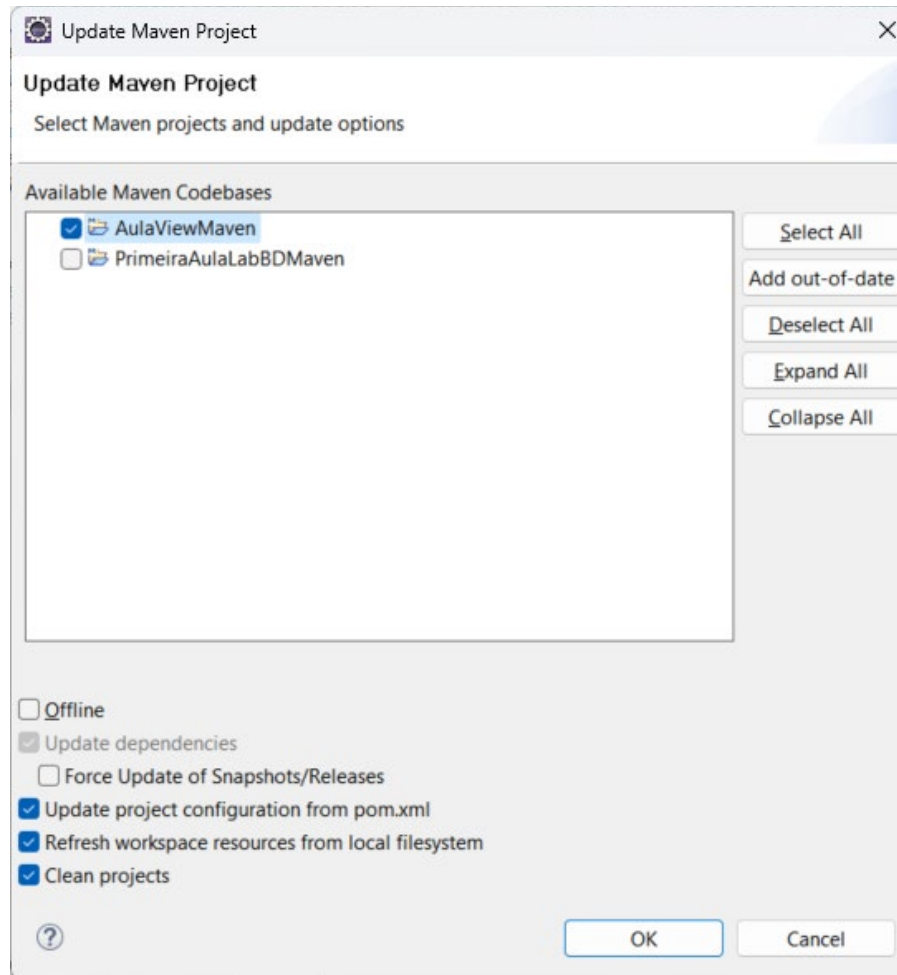 Update Maven Project
Update Maven Project
Select Maven projects and update options
Available Maven Codebases
AulaViewMaven
PrimeiraAulaLabBDMaven
Select All
Add out-of-date
Deselect All
Expand All
Collapse All
Offline
Update dependencies
Force Update of Snapshots/Releases
Update project configuration from pom.xml
Refresh workspace resources from local filesystem
Clean projects
?
OK
Cancel